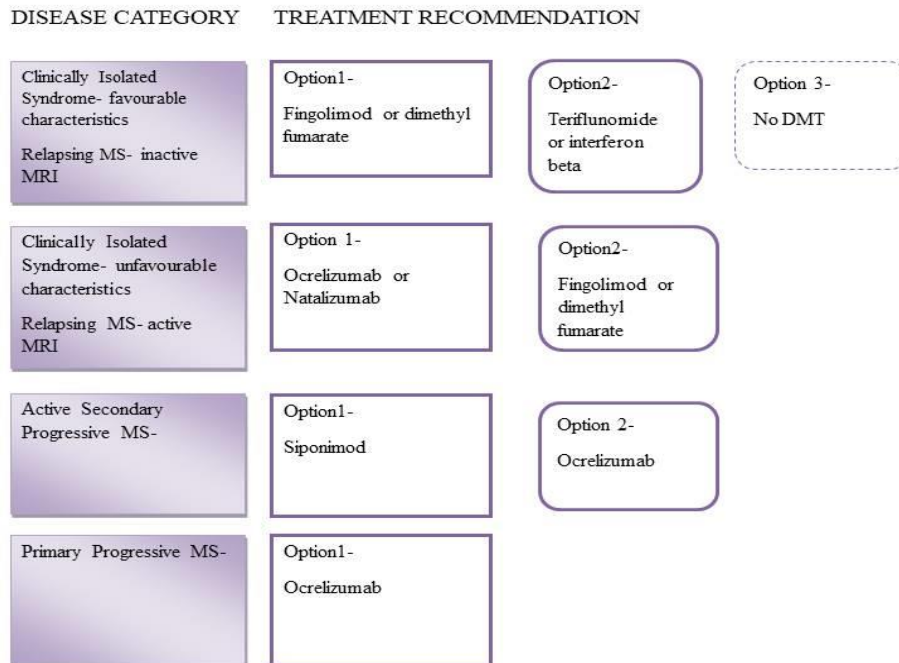 DISEASE CATEGORY
TREATMENT RECOMMENDATION
Clinically Isolated
Syndrome- favourable
characteristics
Relapsing MS- inactive
MRI
Option1-
Fingolimod or dimethyl
fumarate
Option2-
Teriflunomide
or interferon
beta
Option 3-
No DMT
Clinically Isolated
Syndrome- unfavourable
characteristics
Relapsing MS- active
MRI
Option 1-
Ocrelizumab or
Natalizumab
Option2-
Fingolimod or
dimethyl
fumarate
Active Secondary
Progressive MS-
Option1-
Siponimod
Option 2-
Ocrelizumab
Primary Progressive MS-
Option1-
Ocrelizumab